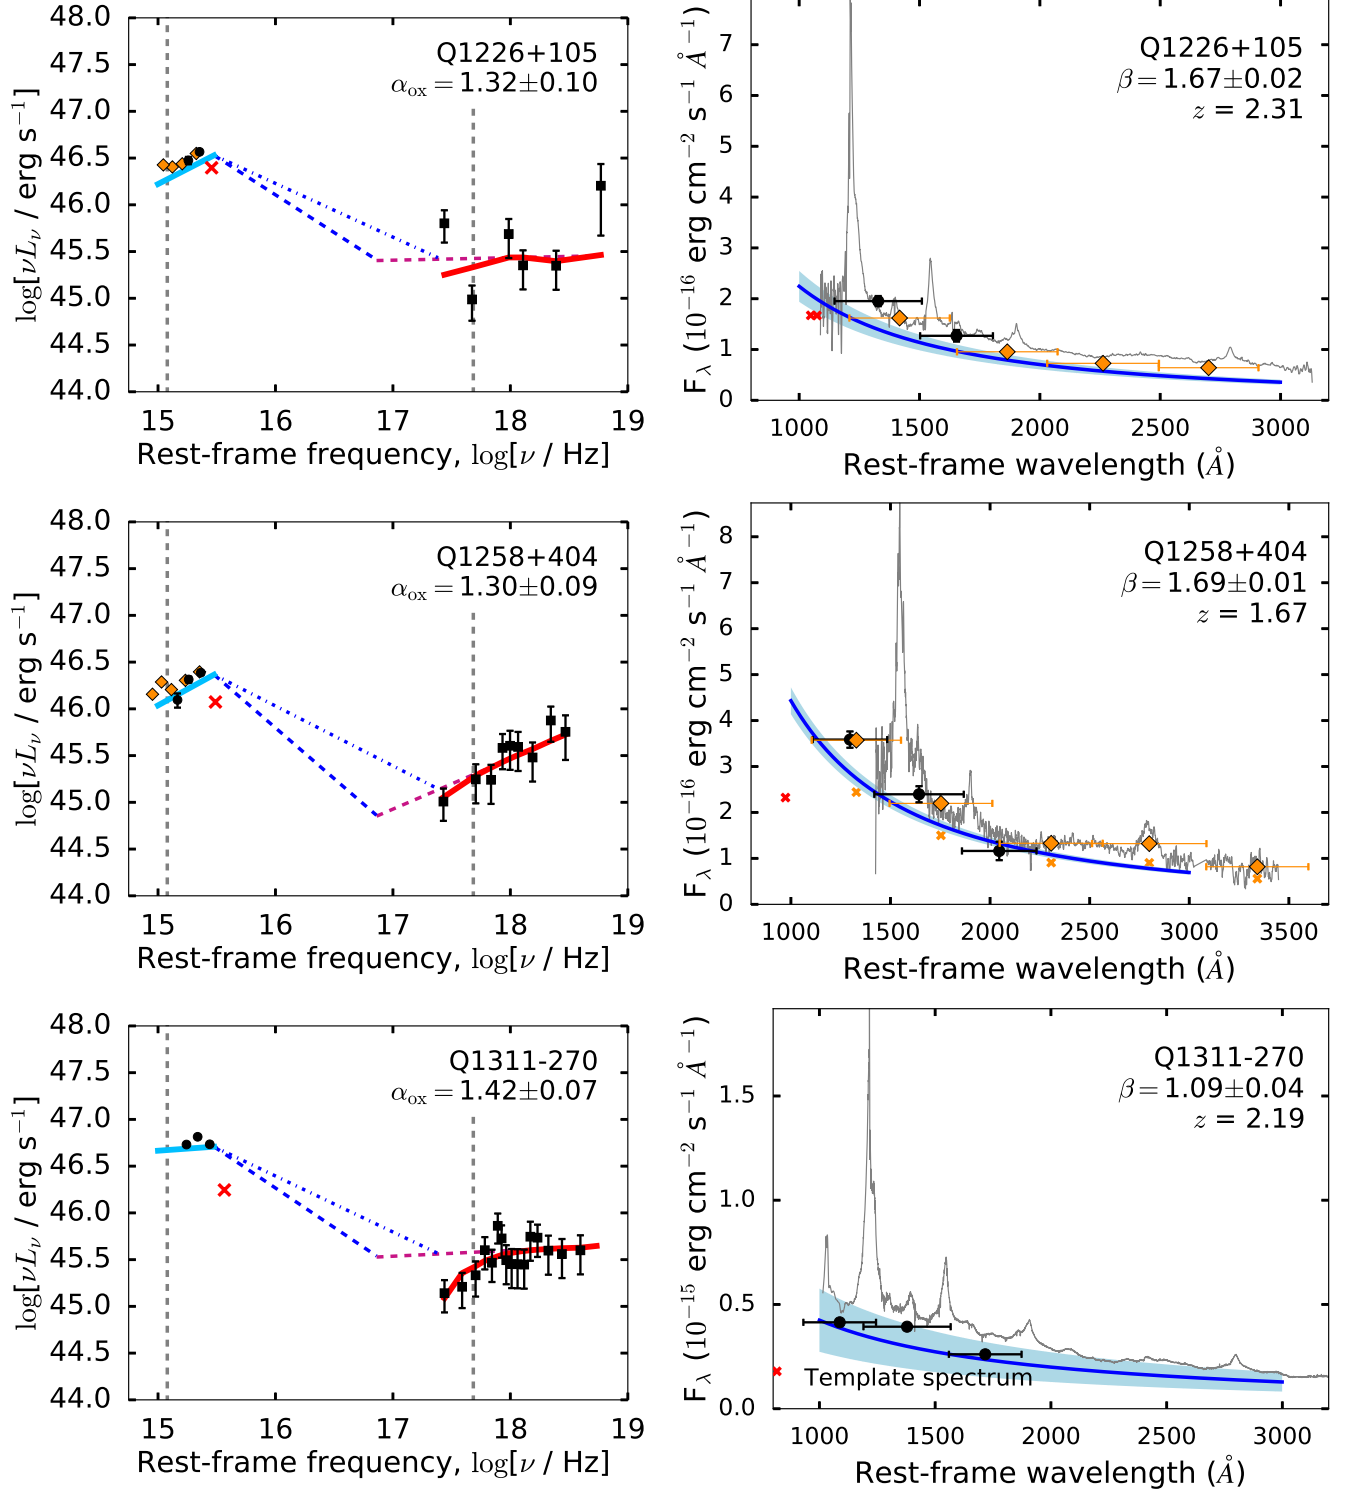 48.0
47.5
47.0
46.5
46.0
45.5
45.0
44.5
44.0
15 16 17 18 19
log[νLν / erg s⁻¹]
Rest-frame frequency, log[ν / Hz]
Q1226+105
αox = 1.32±0.10
7
6
5
4
3
2
1
0
1000 1500 2000 2500 3000
Fλ (10⁻¹⁶ erg cm⁻² s⁻¹ Å⁻¹)
Rest-frame wavelength (Å)
Q1226+105
β = 1.67±0.02
z = 2.31
48.0
47.5
47.0
46.5
46.0
45.5
45.0
44.5
44.0
15 16 17 18 19
log[νLν / erg s⁻¹]
Rest-frame frequency, log[ν / Hz]
Q1258+404
αox = 1.30±0.09
8
7
6
5
4
3
2
1
0
1000 1500 2000 2500 3000 3500
Fλ (10⁻¹⁶ erg cm⁻² s⁻¹ Å⁻¹)
Rest-frame wavelength (Å)
Q1258+404
β = 1.69±0.01
z = 1.67
48.0
47.5
47.0
46.5
46.0
45.5
45.0
44.5
44.0
15 16 17 18 19
log[νLν / erg s⁻¹]
Rest-frame frequency, log[ν / Hz]
Q1311-270
αox = 1.42±0.07
1.5
1.0
0.5
0.0
1000 1500 2000 2500 3000
Fλ (10⁻¹⁵ erg cm⁻² s⁻¹ Å⁻¹)
Rest-frame wavelength (Å)
Q1311-270
β = 1.09±0.04
z = 2.19
Template spectrum